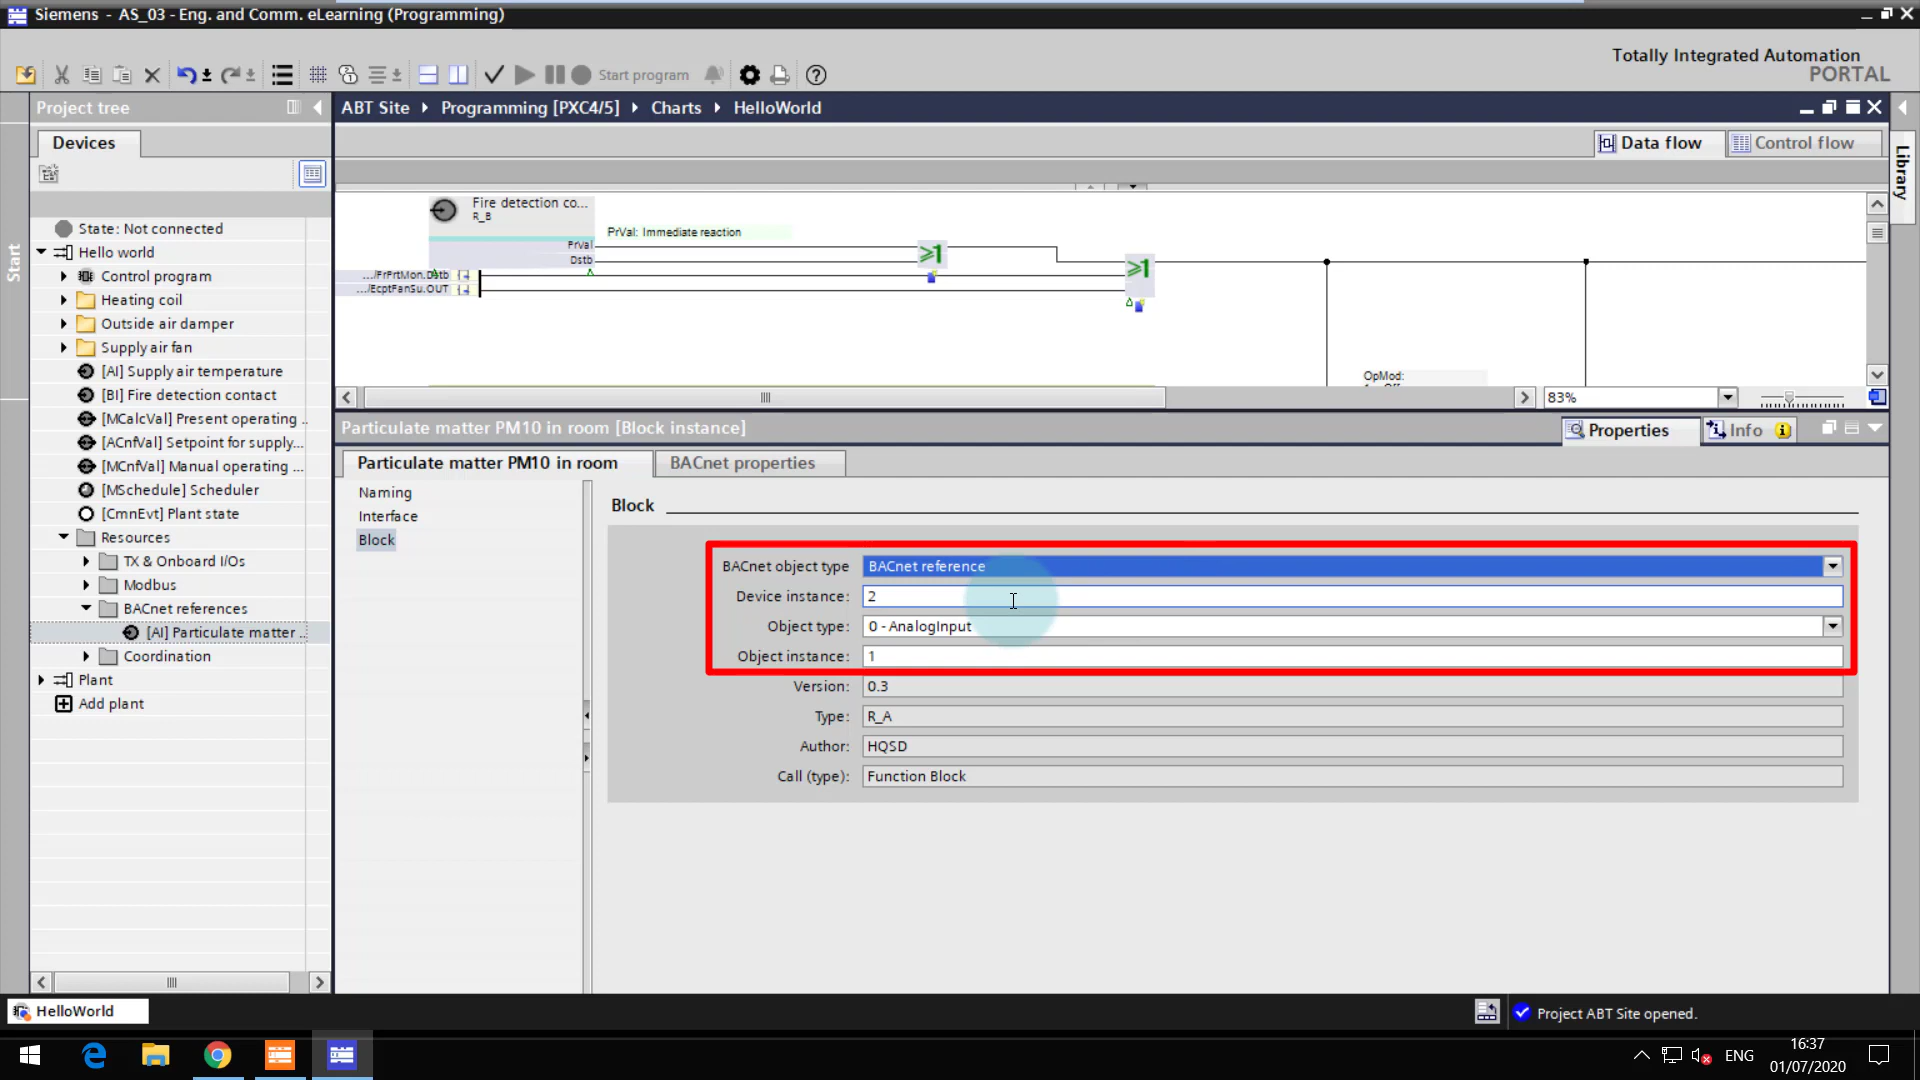 Siemens - AS_03 - Eng. and Comm. eLearning (Programming)
Totally Integrated Automation
PORTAL
Start program
Project tree
ABT Site
Programming [PXC4/5]
Charts
HelloWorld
Devices
Data flow
Control flow
Start
Library
State: Not connected
Hello world
Control program
Heating coil
Outside air damper
Supply air fan
[AI] Supply air temperature
[BI] Fire detection contact
[MCalcVal] Present operating ..
[ACnfVal] Setpoint for supply...
[MCnfVal] Manual operating ...
[MSchedule] Scheduler
[CmnEvt] Plant state
Resources
TX & Onboard I/Os
Modbus
BACnet references
[AI] Particulate matter ..
Coordination
Plant
Add plant
Fire detection co...
R_B
PrVal: Immediate reaction
PrVal
Dstb
.../FrPrtMon.Dstb
.../EcptFanSu.OUT
≥1
≥1
OpMod:
83%
Particulate matter PM10 in room [Block instance]
Properties
Info
Particulate matter PM10 in room
BACnet properties
Naming
Interface
Block
Block
BACnet object type
BACnet reference
Device instance:
2
Object type:
0 - AnalogInput
Object instance:
1
Version:
0.3
Type:
R_A
Author:
HQSD
Call (type):
Function Block
HelloWorld
Project ABT Site opened.
ENG
16:37
01/07/2020